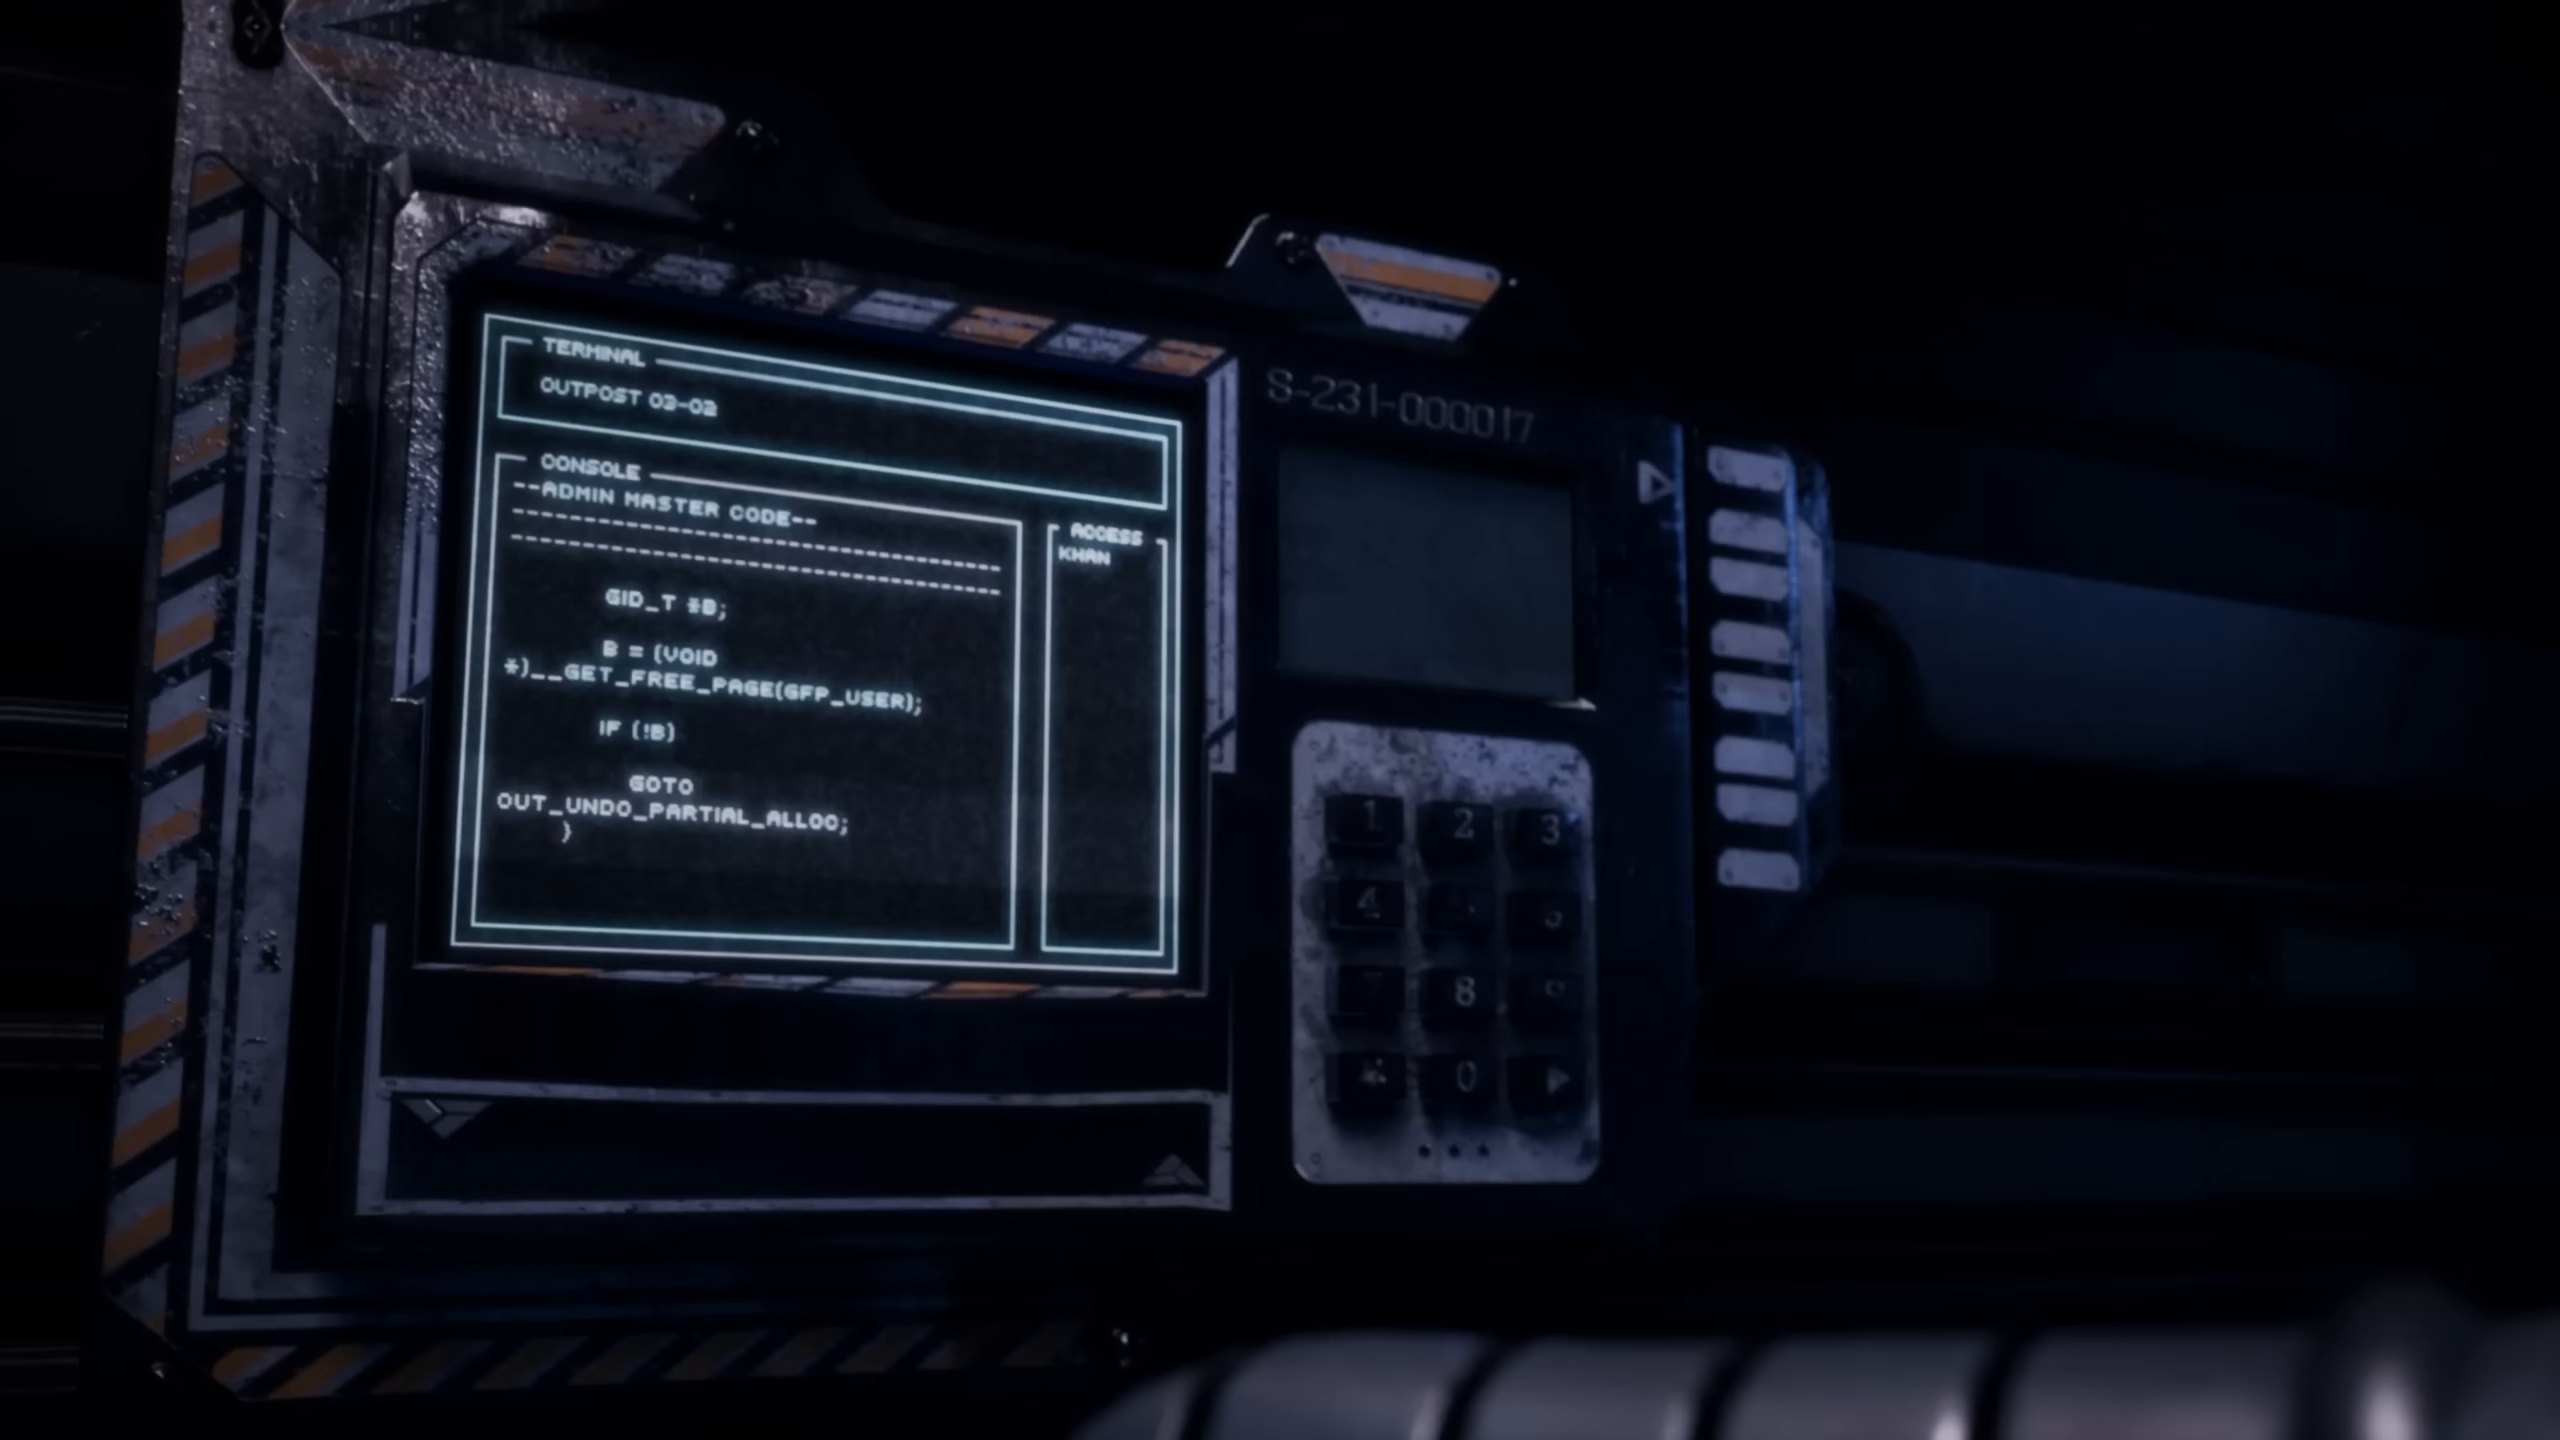 TERMINAL
OUTPOST 03-02
CONSOLE
--ADMIN MASTER CODE--
----------------------------------------
----------------------------------------
GID_T *B;
B = (VOID
*)__GET_FREE_PAGE(GFP_USER);
IF (!B)
GOTO
OUT_UNDO_PARTIAL_ALLOC;
}
ACCESS
KHAN
S-231-000017
1 2 3
4
8
* 0